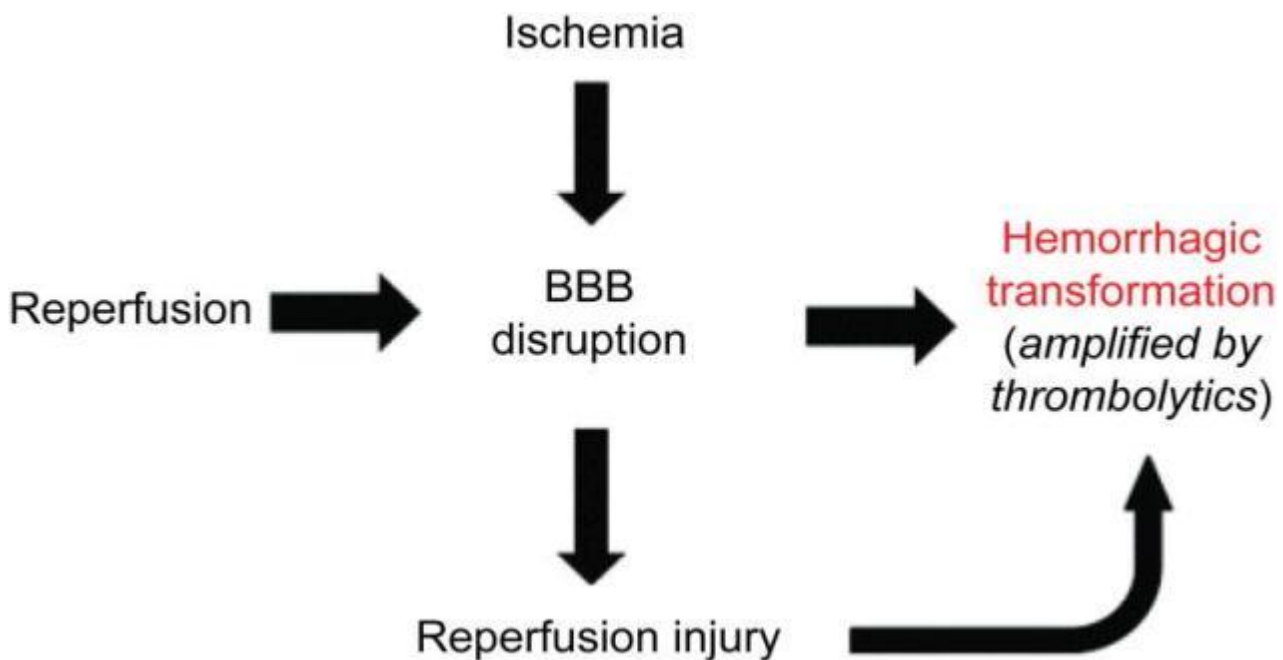 Ischemia
Reperfusion
BBB
disruption
Hemorrhagic
transformation
(amplified by
thrombolytics)
Reperfusion injury